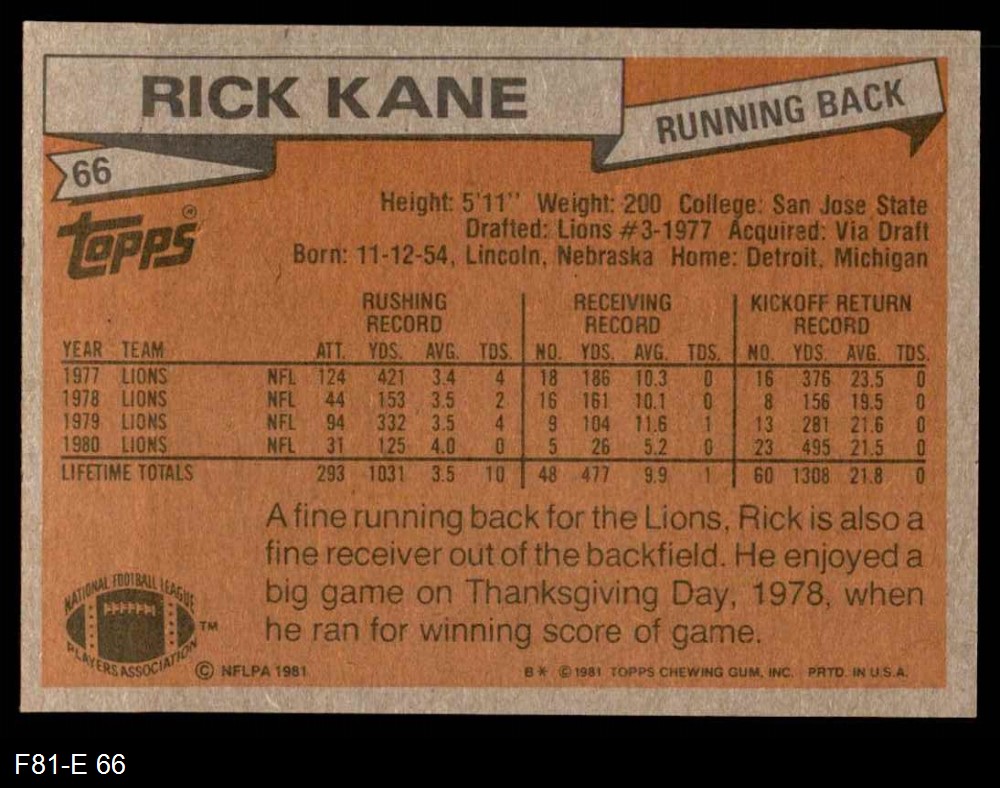 RICK KANE
RUNNING BACK
66
Topps®
Height: 5'11" Weight: 200 College: San Jose State
Drafted: Lions #3-1977 Acquired: Via Draft
Born: 11-12-54, Lincoln, Nebraska Home: Detroit, Michigan
RUSHING RECORD RECEIVING RECORD KICKOFF RETURN RECORD
YEAR TEAM ATT. YDS. AVG. TDS. NO. YDS. AVG. TDS. NO. YDS. AVG. TDS.
1977 LIONS NFL 124 421 3.4 4 18 186 10.3 0 16 376 23.5 0
1978 LIONS NFL 44 153 3.5 2 16 161 10.1 0 8 156 19.5 0
1979 LIONS NFL 94 332 3.5 4 9 104 11.6 1 13 281 21.6 0
1980 LIONS NFL 31 125 4.0 0 5 26 5.2 0 23 495 21.5 0
LIFETIME TOTALS 293 1031 3.5 10 48 477 9.9 1 60 1308 21.8 0
A fine running back for the Lions, Rick is also a
fine receiver out of the backfield. He enjoyed a
big game on Thanksgiving Day, 1978, when
he ran for winning score of game.
NATIONAL FOOTBALL LEAGUE
PLAYERS ASSOCIATION
TM
© NFLPA 1981
B* © 1981 TOPPS CHEWING GUM, INC. PRTD. IN U.S.A.
F81-E 66